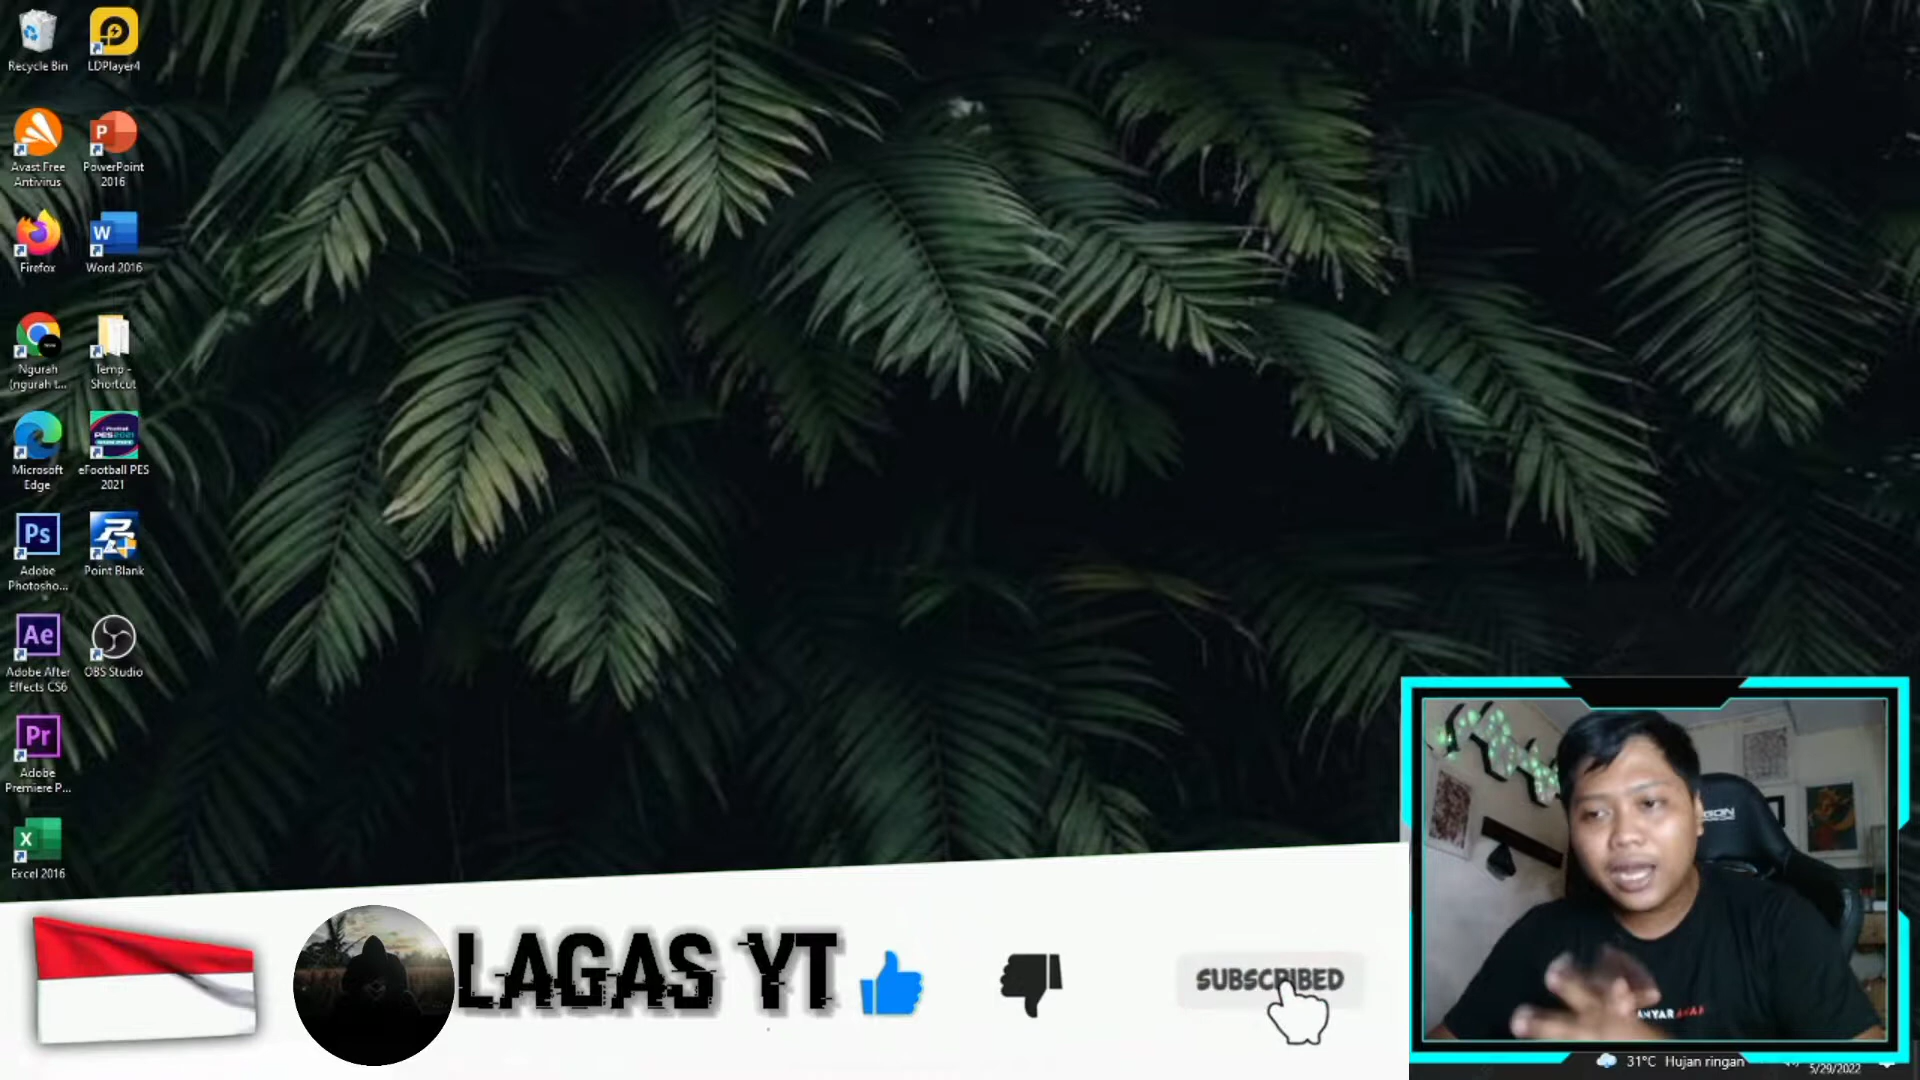 Recycle Bin
LDPlayer4
Avast Free
Antivirus
PowerPoint
2016
Firefox
Word 2016
Ngurah
(ngurah t...
Temp -
Shortcut
Microsoft
Edge
eFootball PES
2021
Adobe
Photosho...
Point Blank
Adobe After
Effects CS6
OBS Studio
Adobe
Premiere P...
Excel 2016
LAGAS YT
SUBSCRIBED
31°C Hujan ringan
5/29/2022